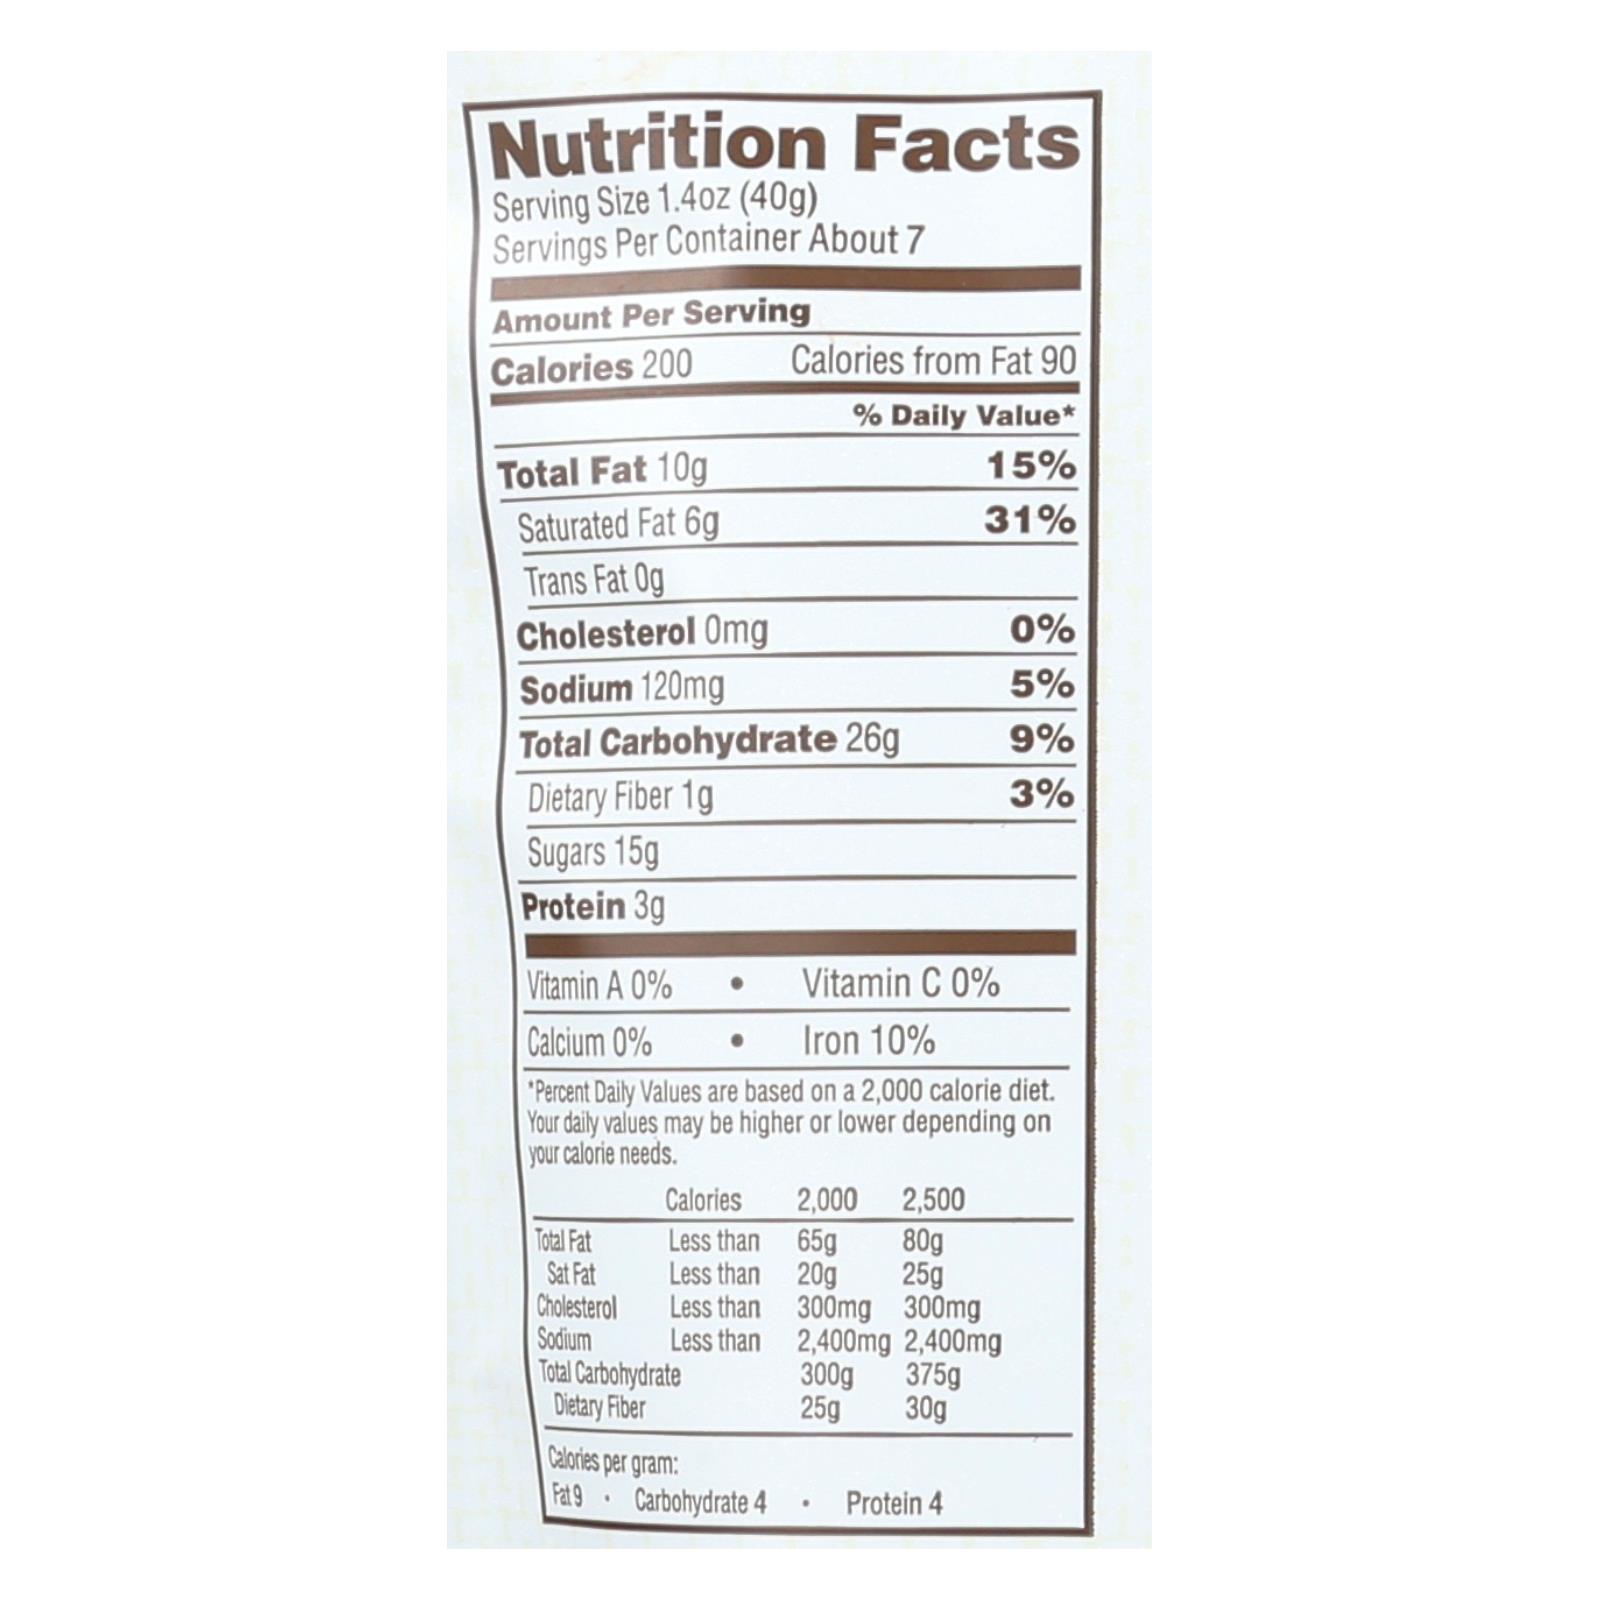 Nutrition Facts
Serving Size 1.4oz (40g)
Servings Per Container About 7
Amount Per Serving
Calories 200 Calories from Fat 90
% Daily Value*
Total Fat 10g 15%
Saturated Fat 6g 31%
Trans Fat 0g
Cholesterol 0mg 0%
Sodium 120mg 5%
Total Carbohydrate 26g 9%
Dietary Fiber 1g 3%
Sugars 15g
Protein 3g
Vitamin A 0% • Vitamin C 0%
Calcium 0% • Iron 10%
*Percent Daily Values are based on a 2,000 calorie diet.
Your daily values may be higher or lower depending on
your calorie needs.
Calories 2,000 2,500
Total Fat Less than 65g 80g
Sat Fat Less than 20g 25g
Cholesterol Less than 300mg 300mg
Sodium Less than 2,400mg 2,400mg
Total Carbohydrate 300g 375g
Dietary Fiber 25g 30g
Calories per gram:
Fat 9 • Carbohydrate 4 • Protein 4